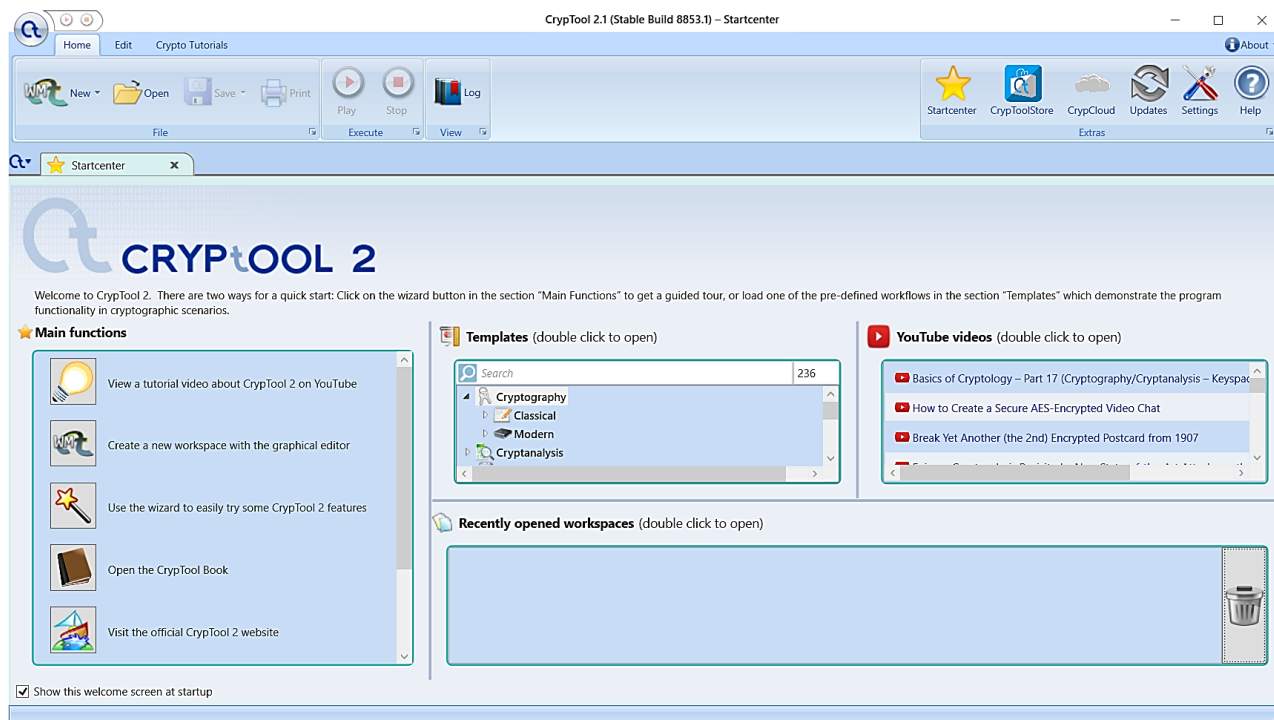 CrypTool 2.1 (Stable Build 8853.1) – Startcenter
Home Edit Crypto Tutorials About
New Open Save Print Play Stop Log Startcenter CrypToolStore CrypCloud Updates Settings Help
File Execute View Extras
Startcenter
CRYPtOOL 2
Welcome to CrypTool 2. There are two ways for a quick start: Click on the wizard button in the section "Main Functions" to get a guided tour, or load one of the pre-defined workflows in the section "Templates" which demonstrate the program
functionality in cryptographic scenarios.
Main functions
View a tutorial video about CrypTool 2 on YouTube
Create a new workspace with the graphical editor
Use the wizard to easily try some CrypTool 2 features
Open the CrypTool Book
Visit the official CrypTool 2 website
Templates (double click to open)
Search 236
Cryptography
Classical
Modern
Cryptanalysis
YouTube videos (double click to open)
Basics of Cryptology – Part 17 (Cryptography/Cryptanalysis – Keyspac
How to Create a Secure AES-Encrypted Video Chat
Break Yet Another (the 2nd) Encrypted Postcard from 1907
Recently opened workspaces (double click to open)
Show this welcome screen at startup